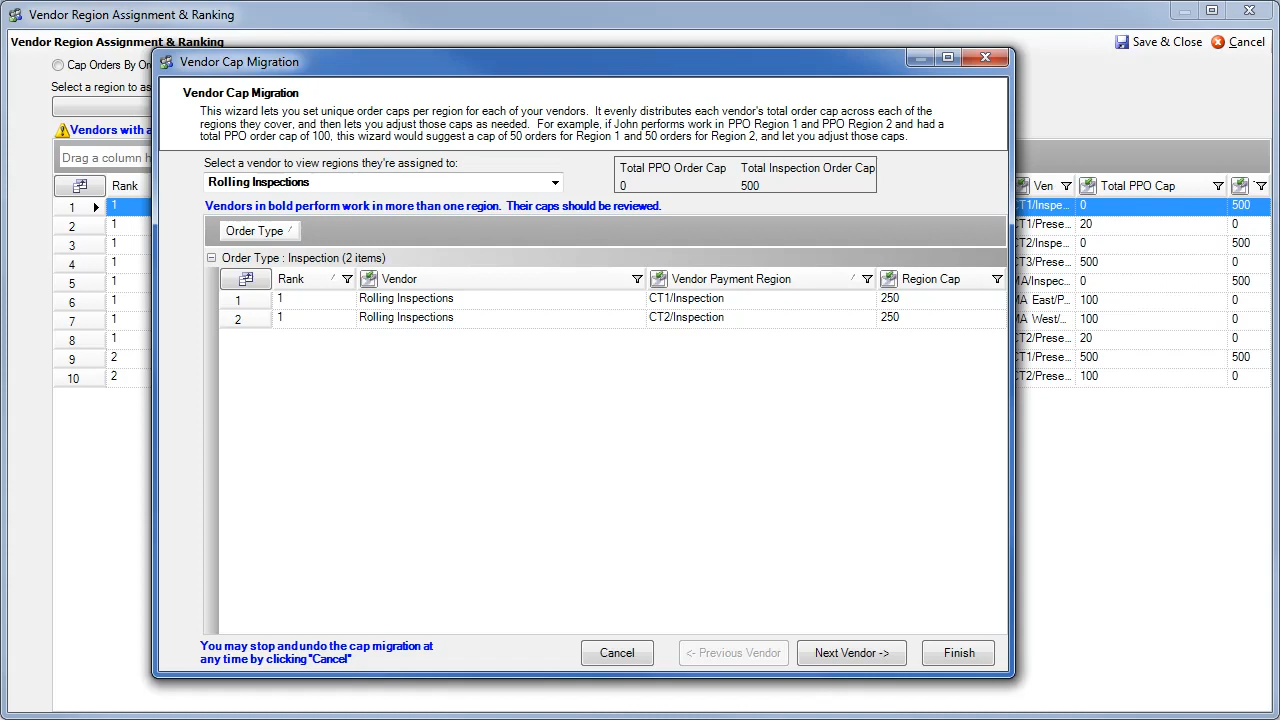 Vendor Region Assignment & Ranking
Vendor Region Assignment & Ranking
Save & Close Cancel
Cap Orders By
Select a region to
Vendors with
Drag a column
Rank
Ven Total PPO Cap
1 1 CT1/Inspe... 0 500
2 1 CT1/Prese... 20 0
3 1 CT2/Inspe... 0 500
4 1 CT3/Prese... 500 0
5 1 MA/Inspec... 0 500
6 1 MA East/P... 100 0
7 1 MA West/... 100 0
8 1 CT2/Prese... 20 0
9 2 CT1/Prese... 500 500
10 2 CT2/Prese... 100 0
Vendor Cap Migration
Vendor Cap Migration
This wizard lets you set unique order caps per region for each of your vendors. It evenly distributes each vendor's total order cap across each of the
regions they cover, and then lets you adjust those caps as needed. For example, if John performs work in PPO Region 1 and PPO Region 2 and had a
total PPO order cap of 100, this wizard would suggest a cap of 50 orders for Region 1 and 50 orders for Region 2, and let you adjust those caps.
Select a vendor to view regions they're assigned to:
Rolling Inspections
Total PPO Order Cap Total Inspection Order Cap
0 500
Vendors in bold perform work in more than one region. Their caps should be reviewed.
Order Type
Order Type : Inspection (2 items)
Rank Vendor Vendor Payment Region Region Cap
1 1 Rolling Inspections CT1/Inspection 250
2 1 Rolling Inspections CT2/Inspection 250
You may stop and undo the cap migration at
any time by clicking "Cancel"
Cancel <- Previous Vendor Next Vendor -> Finish